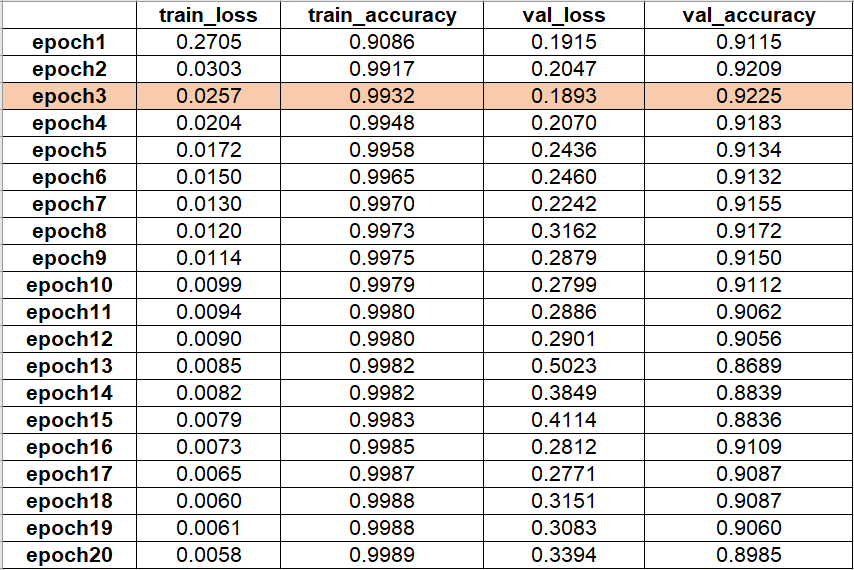 train_loss train_accuracy val_loss val_accuracy
epoch1 0.2705 0.9086 0.1915 0.9115
epoch2 0.0303 0.9917 0.2047 0.9209
epoch3 0.0257 0.9932 0.1893 0.9225
epoch4 0.0204 0.9948 0.2070 0.9183
epoch5 0.0172 0.9958 0.2436 0.9134
epoch6 0.0150 0.9965 0.2460 0.9132
epoch7 0.0130 0.9970 0.2242 0.9155
epoch8 0.0120 0.9973 0.3162 0.9172
epoch9 0.0114 0.9975 0.2879 0.9150
epoch10 0.0099 0.9979 0.2799 0.9112
epoch11 0.0094 0.9980 0.2886 0.9062
epoch12 0.0090 0.9980 0.2901 0.9056
epoch13 0.0085 0.9982 0.5023 0.8689
epoch14 0.0082 0.9982 0.3849 0.8839
epoch15 0.0079 0.9983 0.4114 0.8836
epoch16 0.0073 0.9985 0.2812 0.9109
epoch17 0.0065 0.9987 0.2771 0.9087
epoch18 0.0060 0.9988 0.3151 0.9087
epoch19 0.0061 0.9988 0.3083 0.9060
epoch20 0.0058 0.9989 0.3394 0.8985